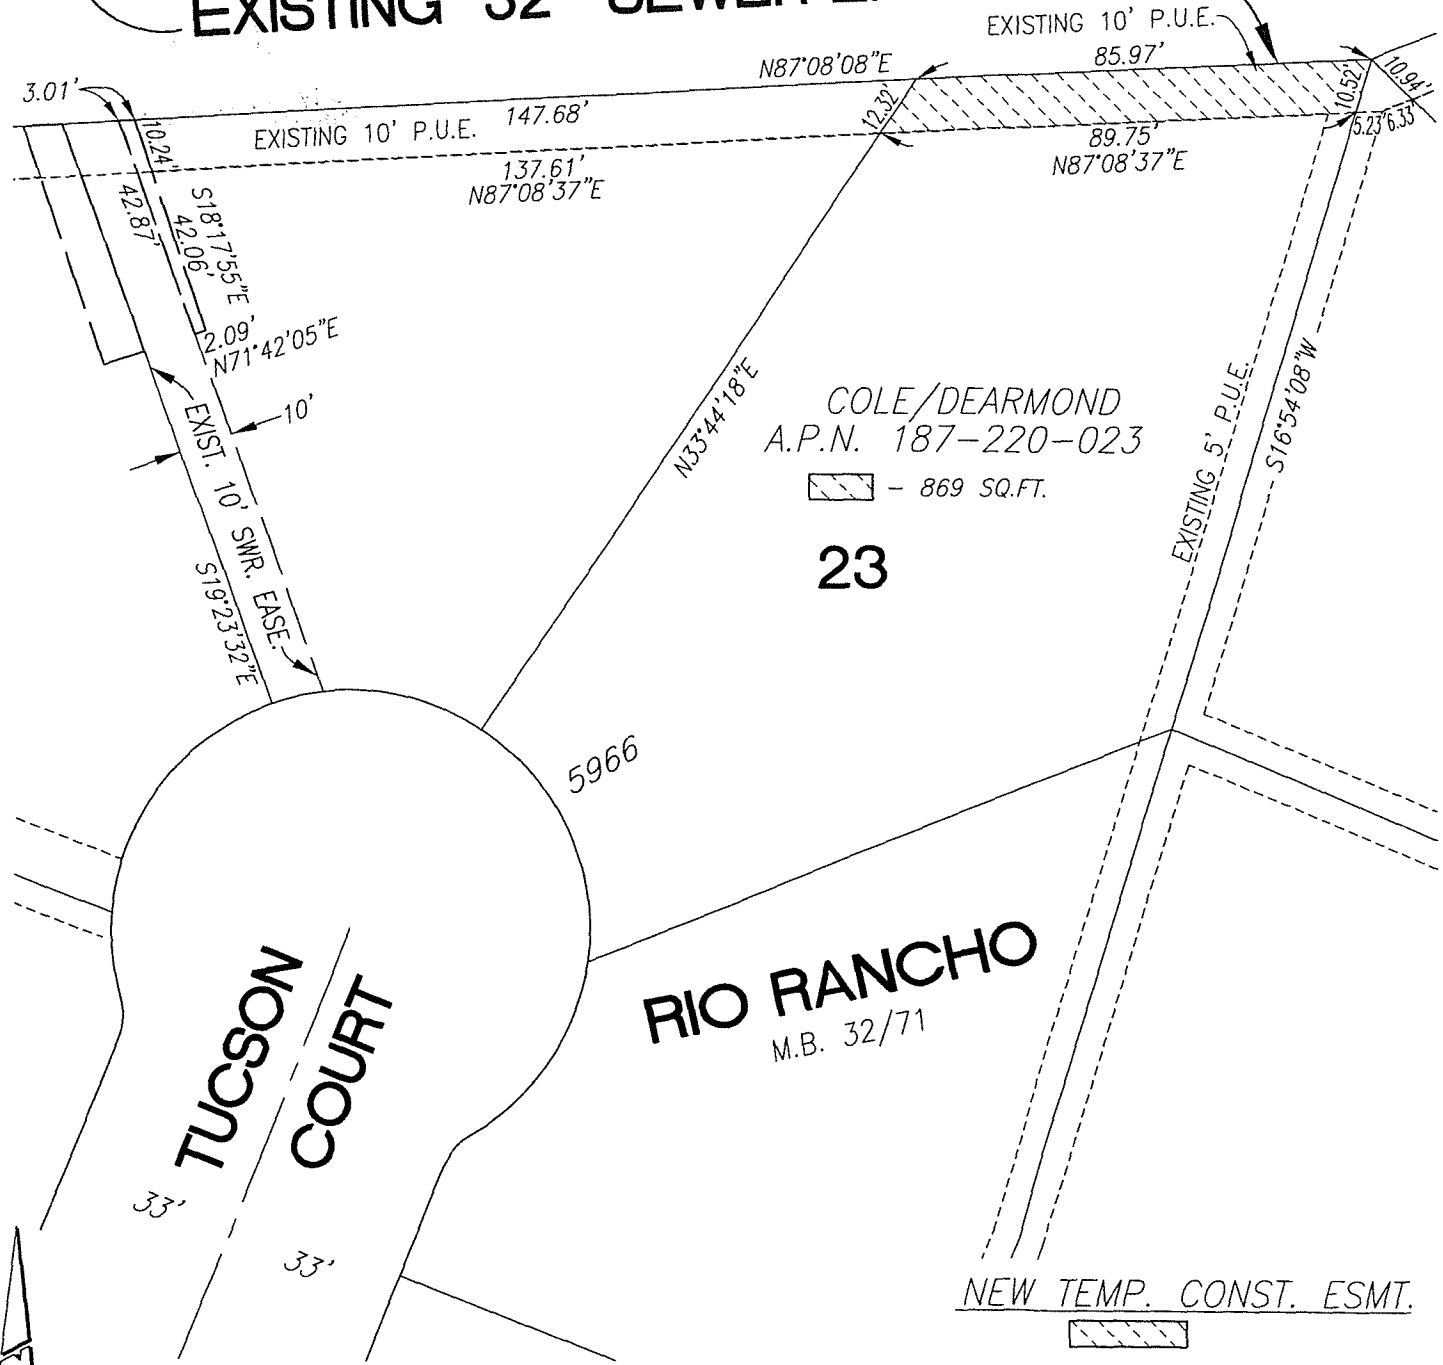 EXISTING 32"
EXISTING 10' P.U.E.
N87°08'08"E
85.97'
10.94'
3.01'
10.52'
12.32'
147.68'
EXISTING 10' P.U.E.
10.24'
5.23'
6.33'
89.75'
N87°08'37"E
137.61'
N87°08'37"E
42.87'
S18°17'55"E
42.06'
2.09'
N71°42'05"E
10'
EXIST. 10' SWR. EASE.
S19°23'32"E
N33°44'18"E
COLE/DEARMOND
A.P.N. 187-220-023
- 869 SQ.FT.
23
EXISTING 5' P.U.E.
S16°54'08"W
5966
RIO RANCHO
M.B. 32/71
TUCSON
COURT
33'
33'
NEW TEMP. CONST. ESMT.